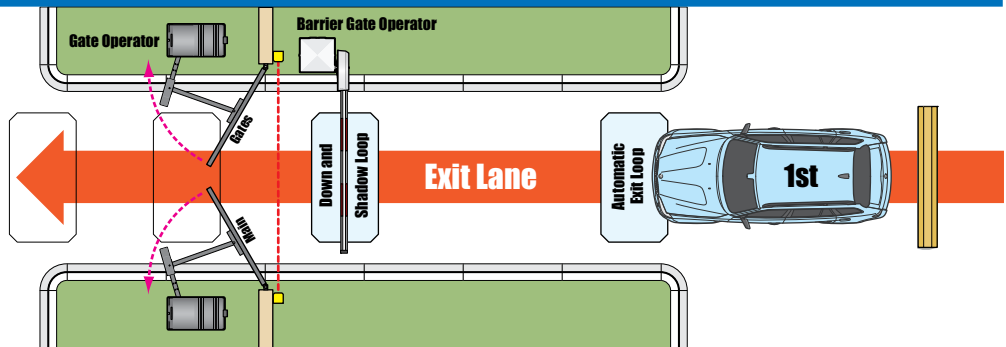 Barrier Gate Operator
Gate Operator
Gates
Main
Down and
Shadow Loop
Exit Lane
Automatic
Exit Loop
1st